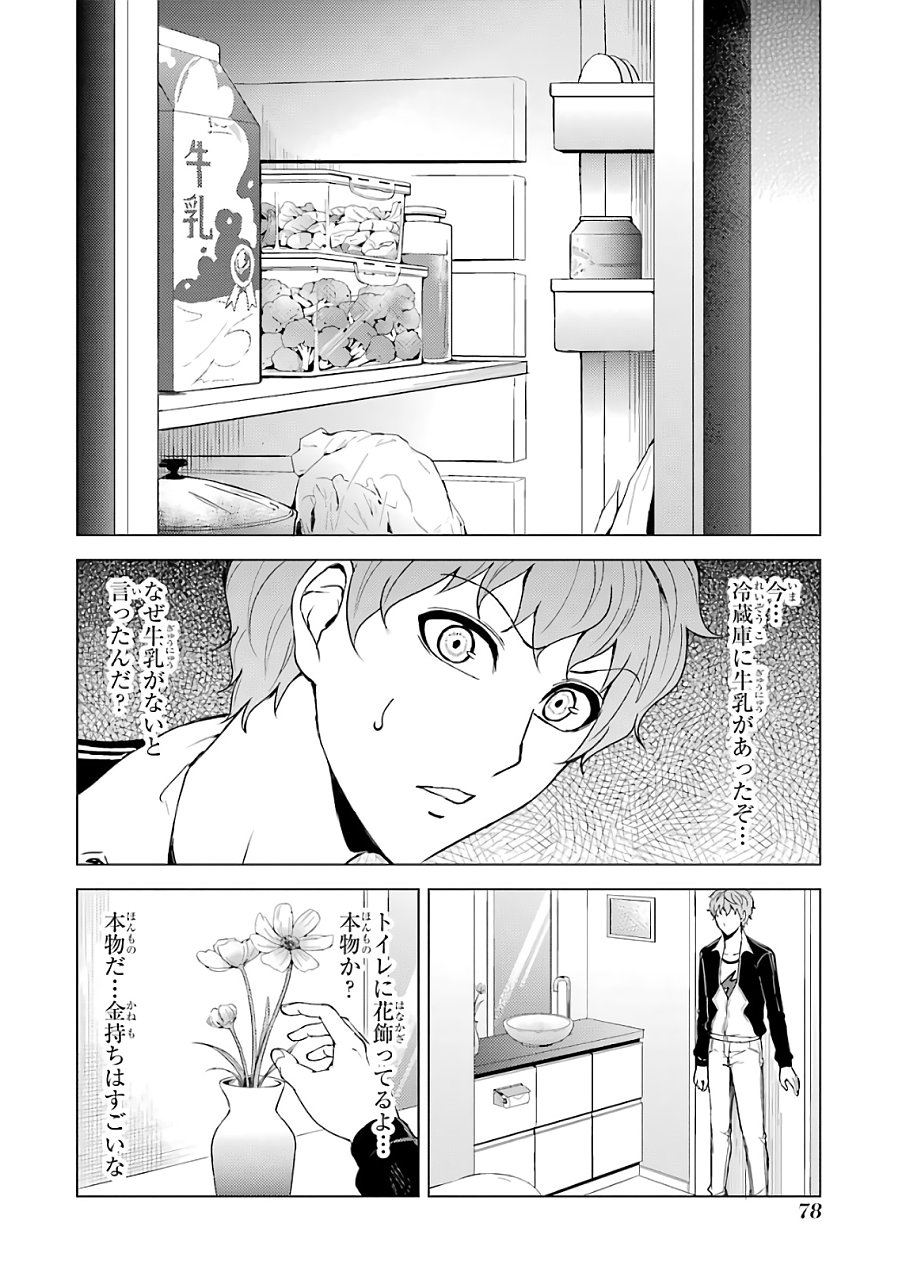 牛乳
今…
冷蔵庫に牛乳があったぞ…
なぜ牛乳がないと
言ったんだ？
トイレに花飾ってるよ…
本物か？
本物だ…金持ちはすごいな
78